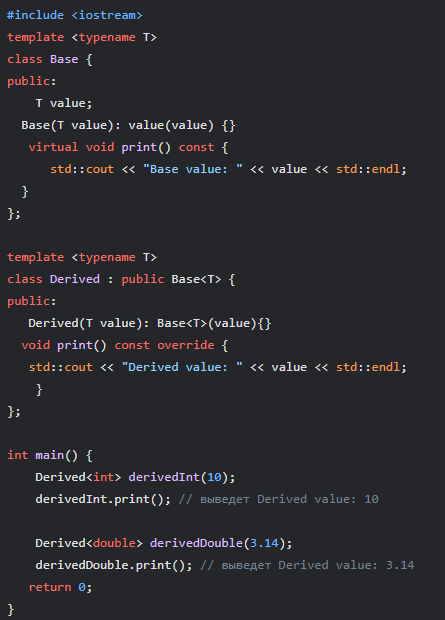 #include <iostream>
template <typename T>
class Base {
public:
    T value;
  Base(T value): value(value) {}
   virtual void print() const {
      std::cout << "Base value: " << value << std::endl;
  }
};

template <typename T>
class Derived : public Base<T> {
public:
   Derived(T value): Base<T>(value){}
  void print() const override {
   std::cout << "Derived value: " << value << std::endl;
    }
};

int main() {
    Derived<int> derivedInt(10);
    derivedInt.print(); // выведет Derived value: 10

    Derived<double> derivedDouble(3.14);
    derivedDouble.print(); // выведет Derived value: 3.14
   return 0;
}